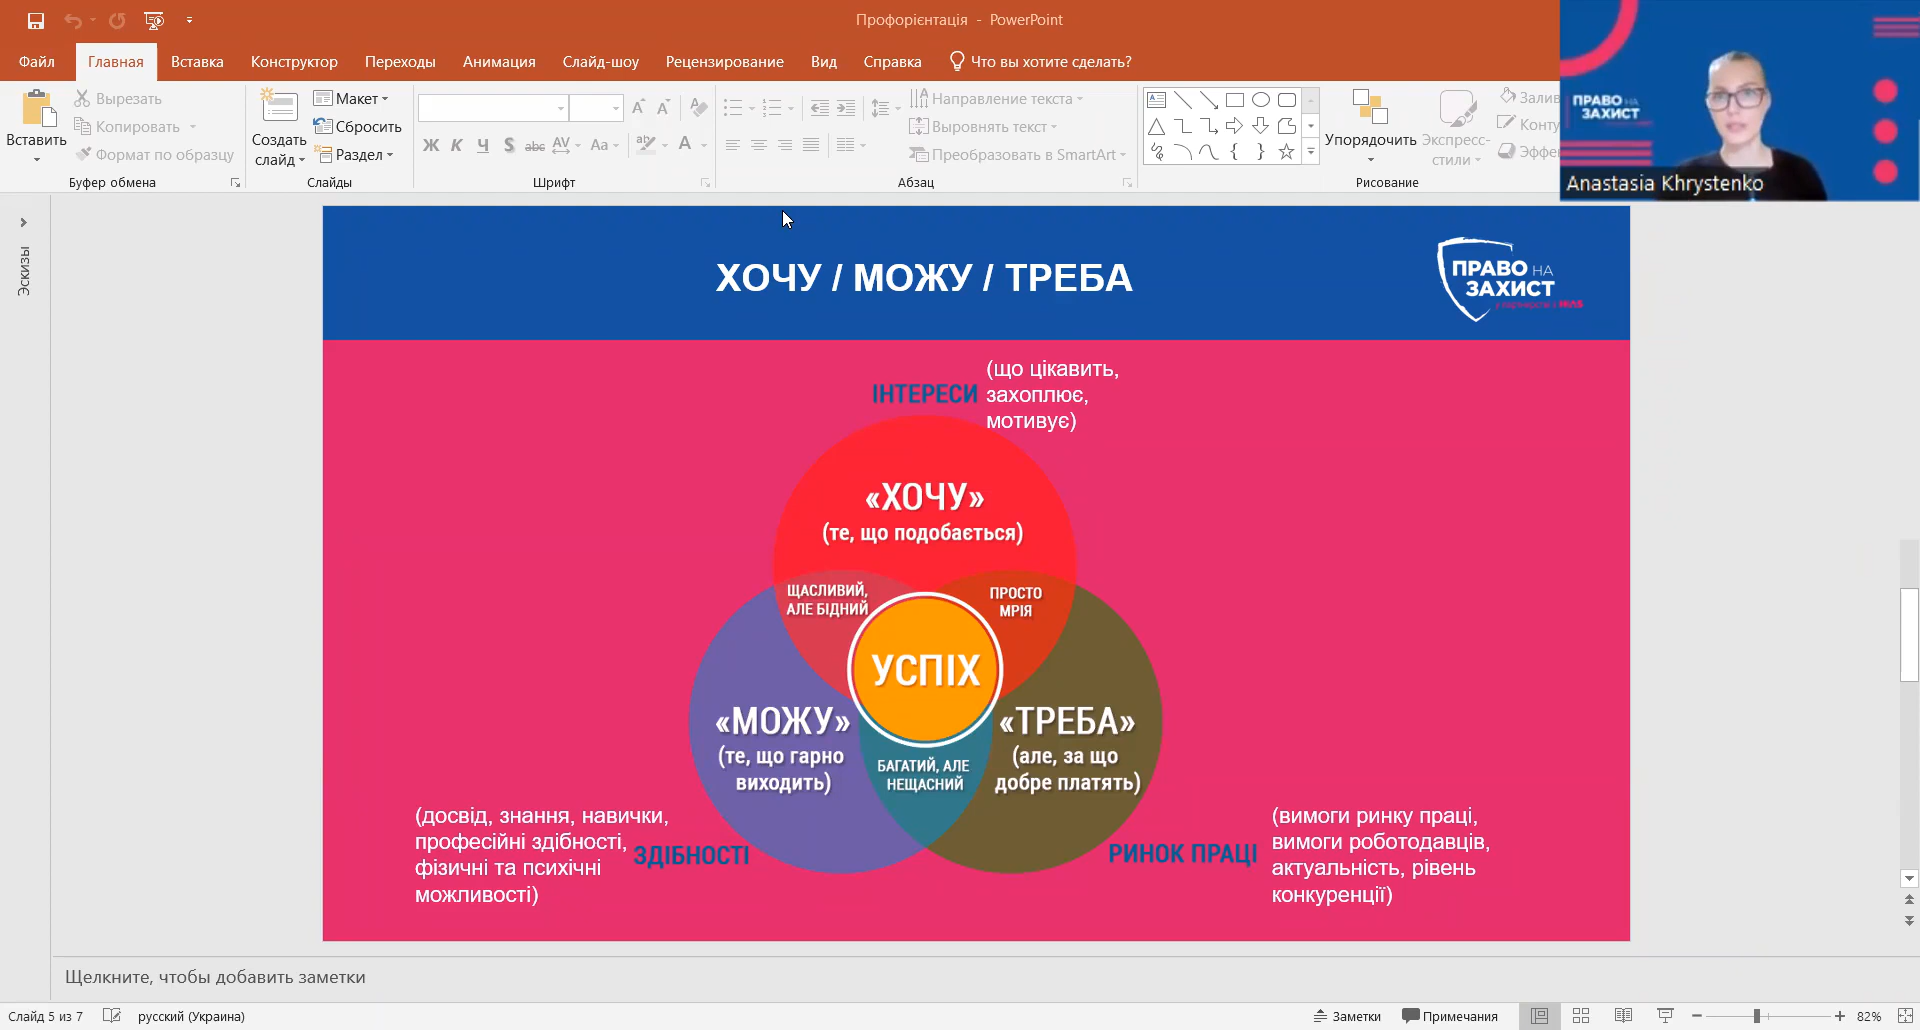 Профорієнтація - PowerPoint
Файл Главная Вставка Конструктор Переходы Анимация Слайд-шоу Рецензирование Вид Справка Что вы хотите сделать?
Вставить
Вырезать
Копировать
Формат по образцу
Буфер обмена
Создать
слайд
Макет
Сбросить
Раздел
Слайды
Ж К Ч S abc AV Aa А
Шрифт
Направление текста
Выровнять текст
Преобразовать в SmartArt
Абзац
Упорядочить
Экспресс-
стили
Рисование
ПРАВО НА
ЗАХИСТ
Anastasia Khrystenko
Эскизы
ХОЧУ / МОЖУ / ТРЕБА
ПРАВО НА
ЗАХИСТ
ІНТЕРЕСИ
(що цікавить,
захоплює,
мотивує)
«ХОЧУ»
(те, що подобається)
ЩАСЛИВИЙ,
АЛЕ БІДНИЙ
ПРОСТО
МРІЯ
УСПІХ
«МОЖУ»
(те, що гарно
виходить)
«ТРЕБА»
(але, за що
добре платять)
БАГАТИЙ, АЛЕ
НЕЩАСНИЙ
(досвід, знання, навички,
професійні здібності,
фізичні та психічні
можливості)
ЗДІБНОСТІ
РИНОК ПРАЦІ
(вимоги ринку праці,
вимоги роботодавців,
актуальність, рівень
конкуренції)
Щелкните, чтобы добавить заметки
Слайд 5 из 7 русский (Украина) Заметки Примечания 82%